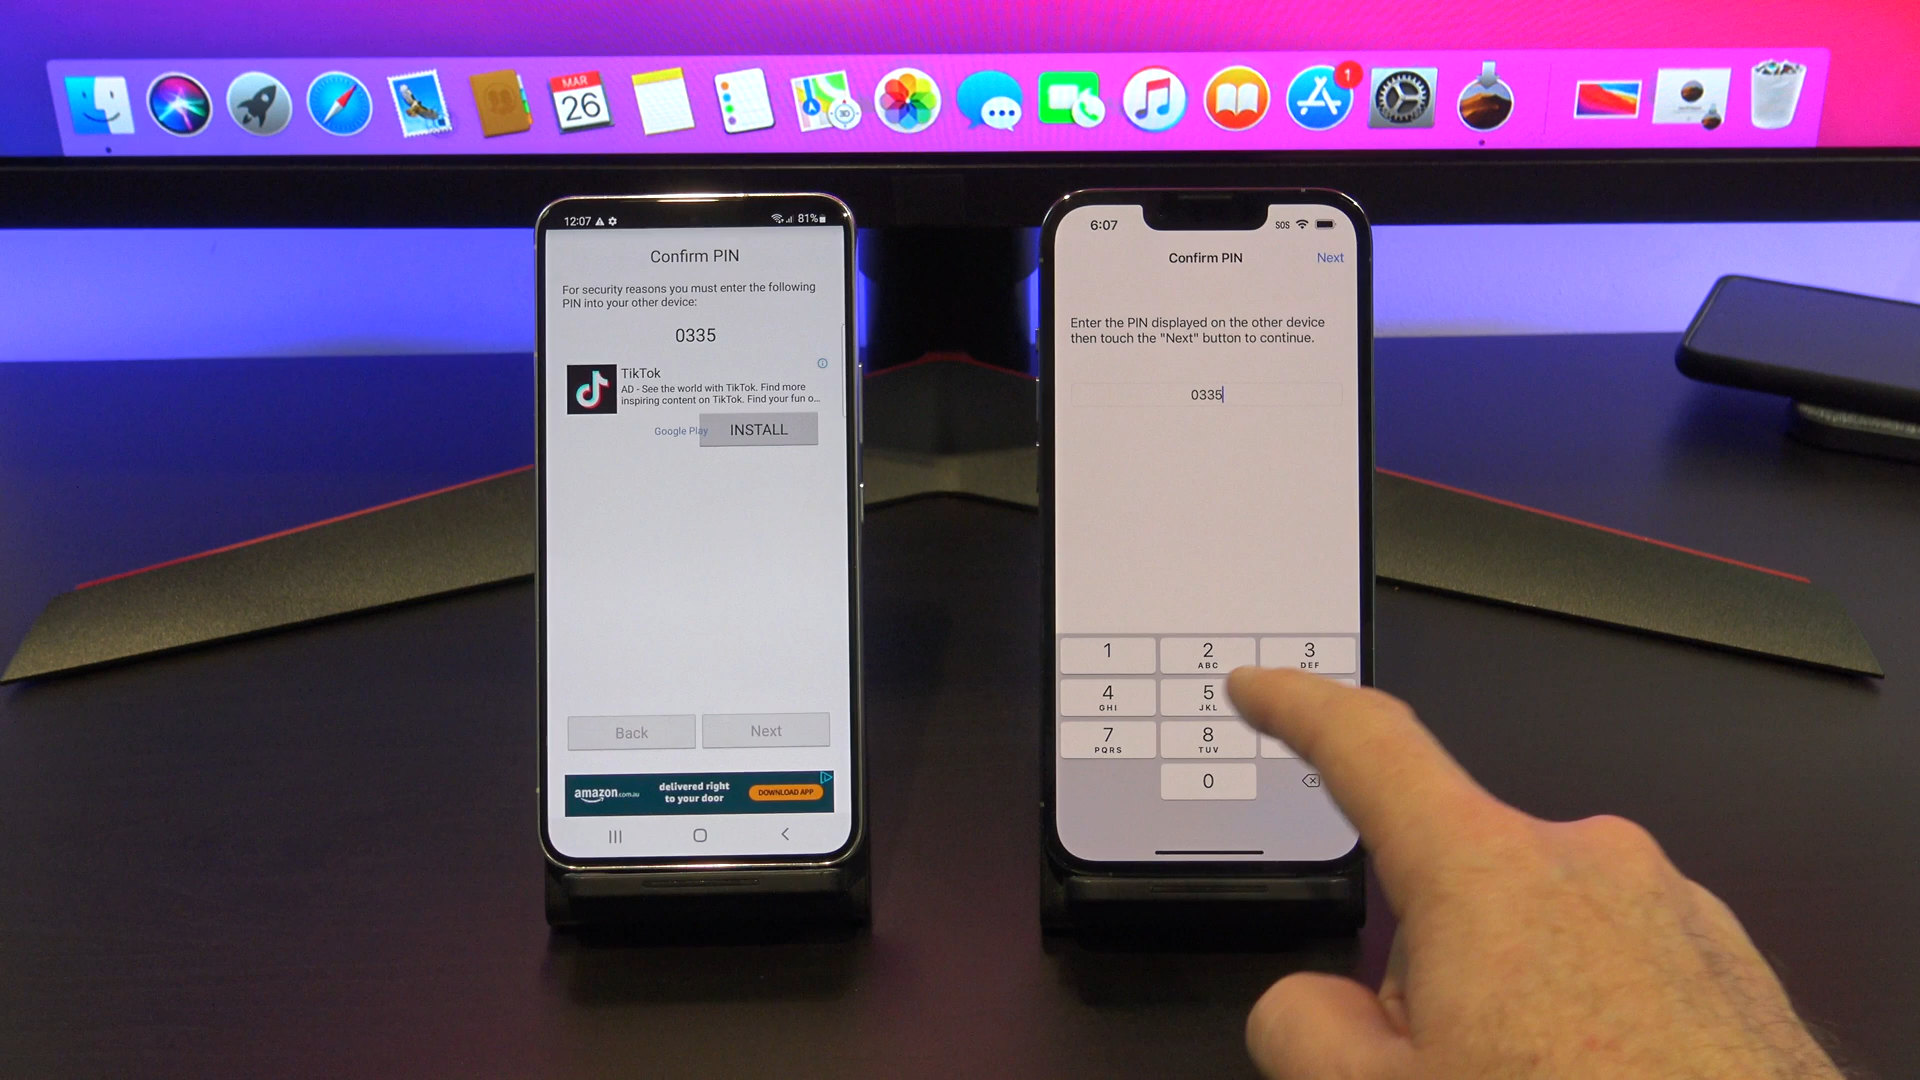 MAR
26
3D
1
12:07
81%
Confirm PIN
For security reasons you must enter the following
PIN into your other device:
0335
TikTok
AD - See the world with TikTok. Find more
inspiring content on TikTok. Find your fun o...
Google Play
INSTALL
Back
Next
amazon.com.au
delivered right
to your door
DOWNLOAD APP
6:07
SOS
Confirm PIN
Next
Enter the PIN displayed on the other device
then touch the "Next" button to continue.
0335
1
2
ABC
3
DEF
4
GHI
5
JKL
7
PQRS
8
TUV
0